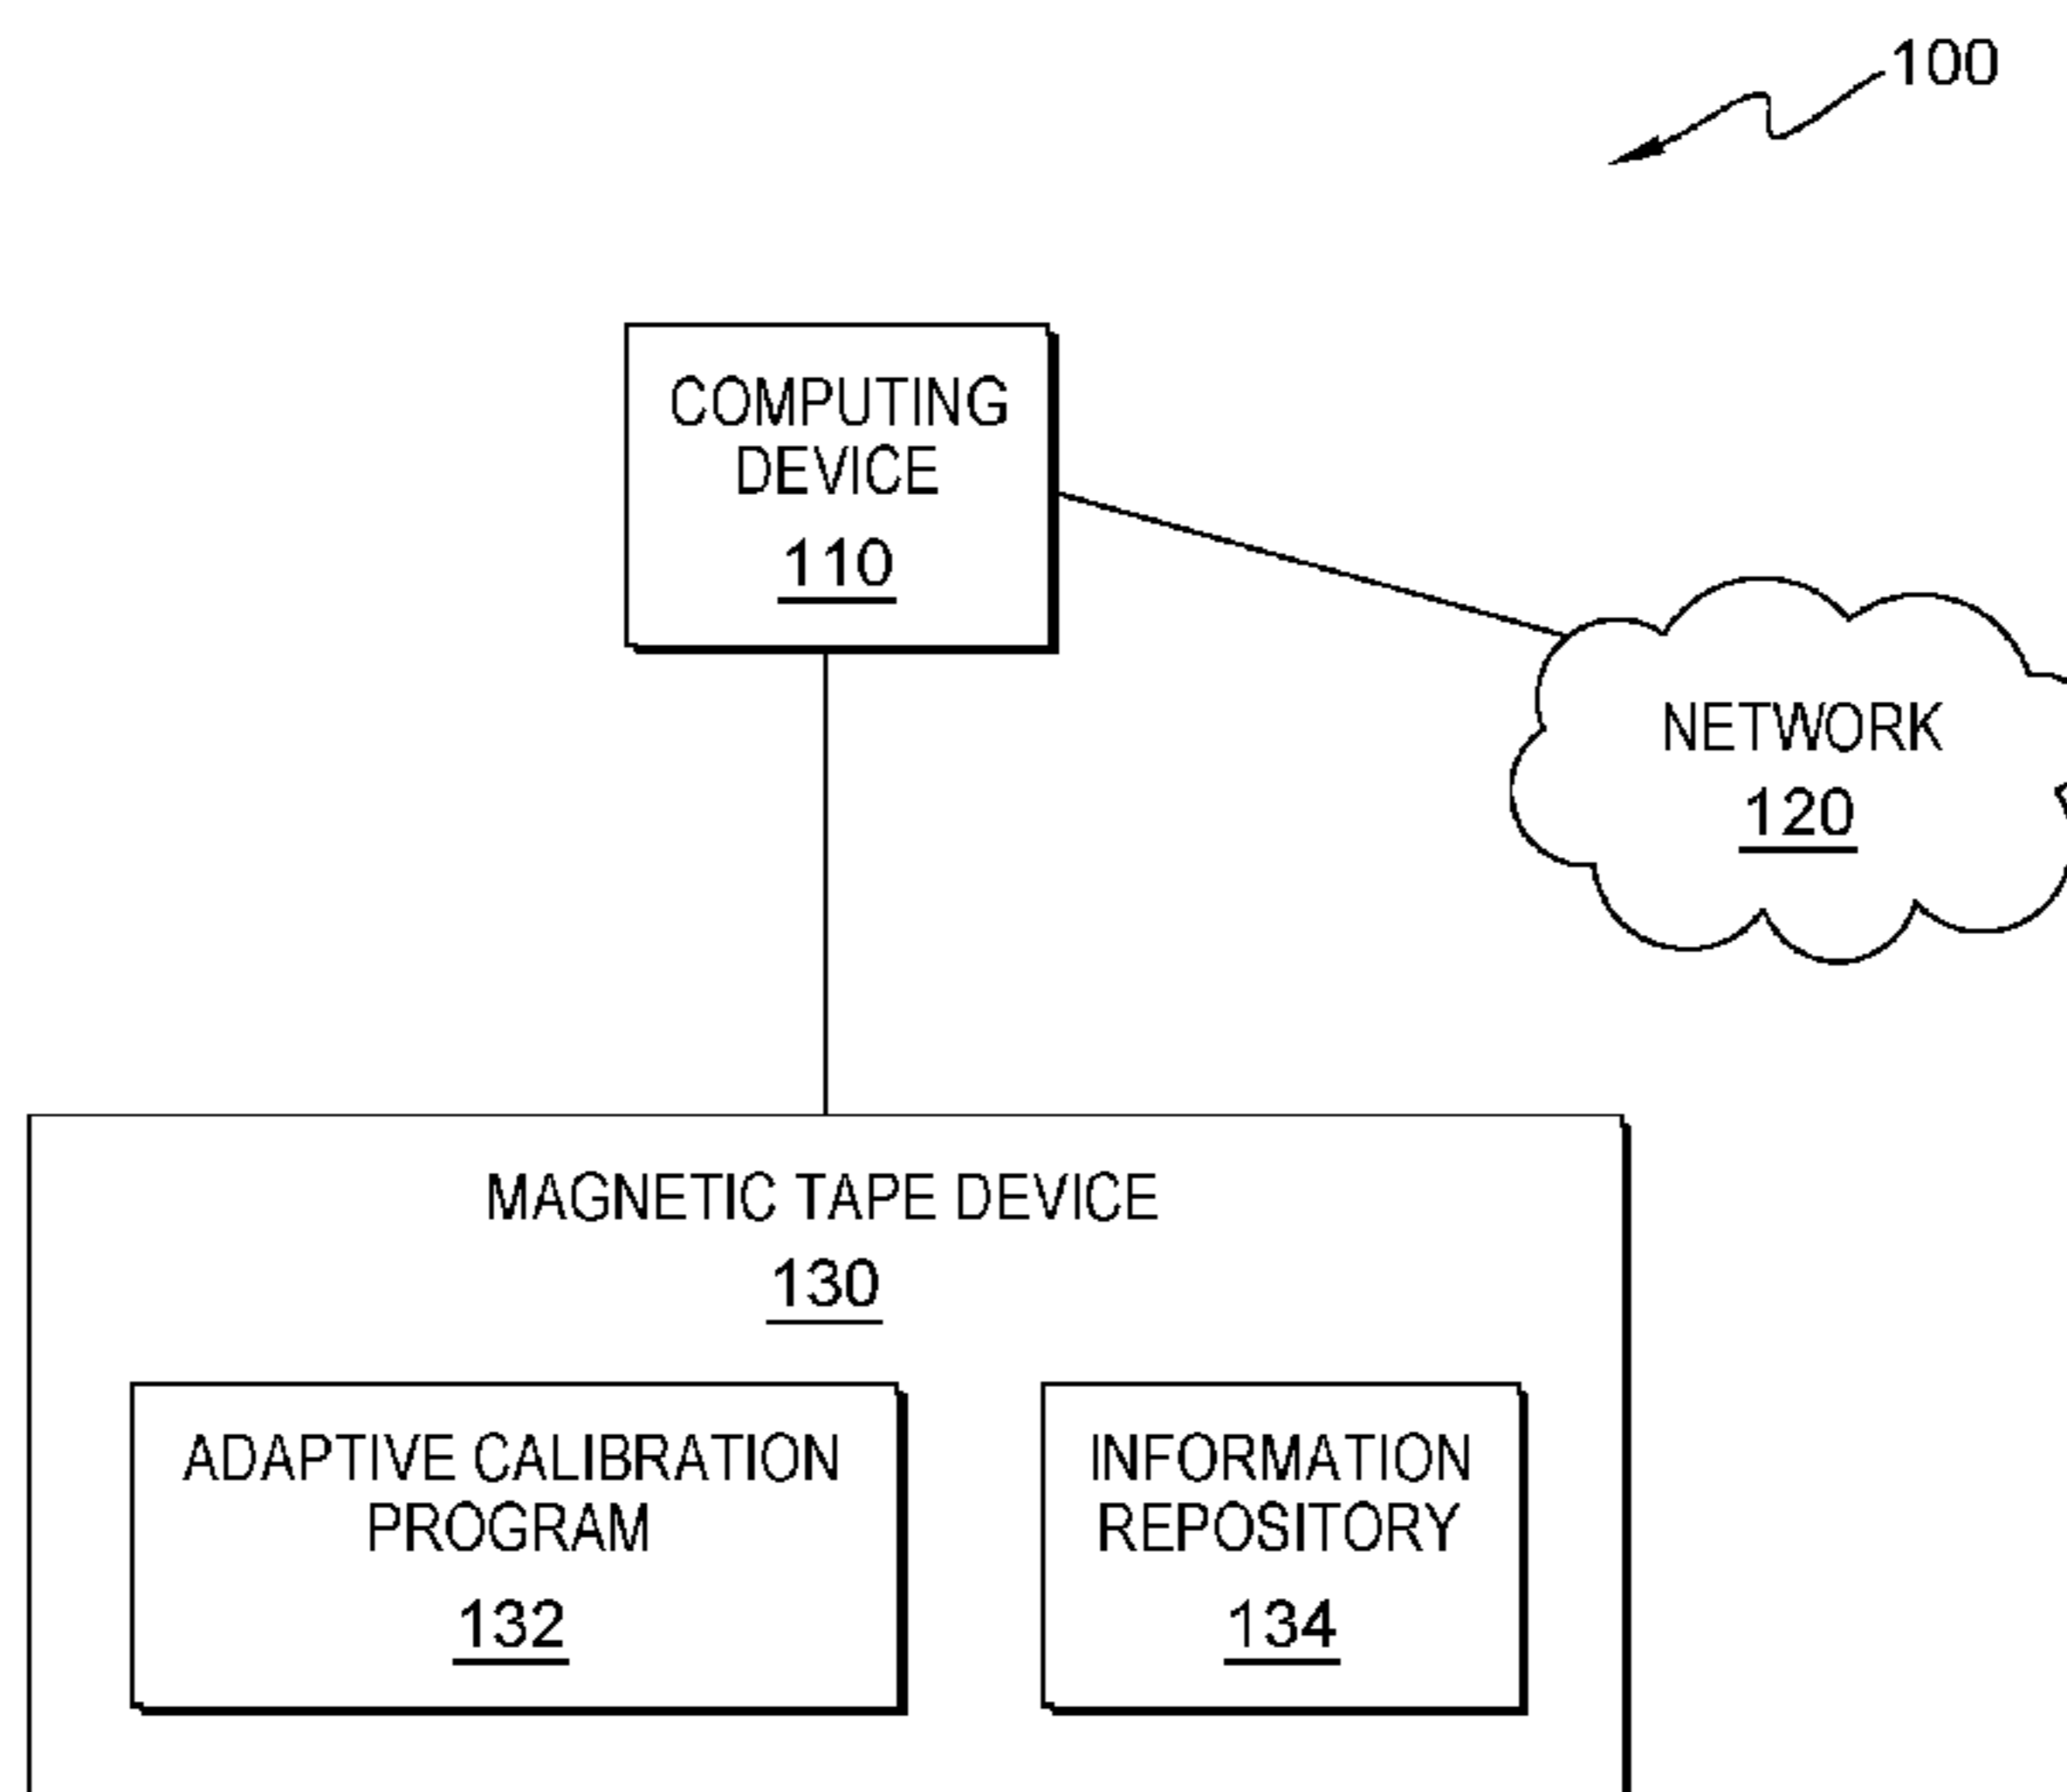 100
COMPUTING
DEVICE
110
NETWORK
120
MAGNETIC TAPE DEVICE
130
ADAPTIVE CALIBRATION
PROGRAM
132
INFORMATION
REPOSITORY
134